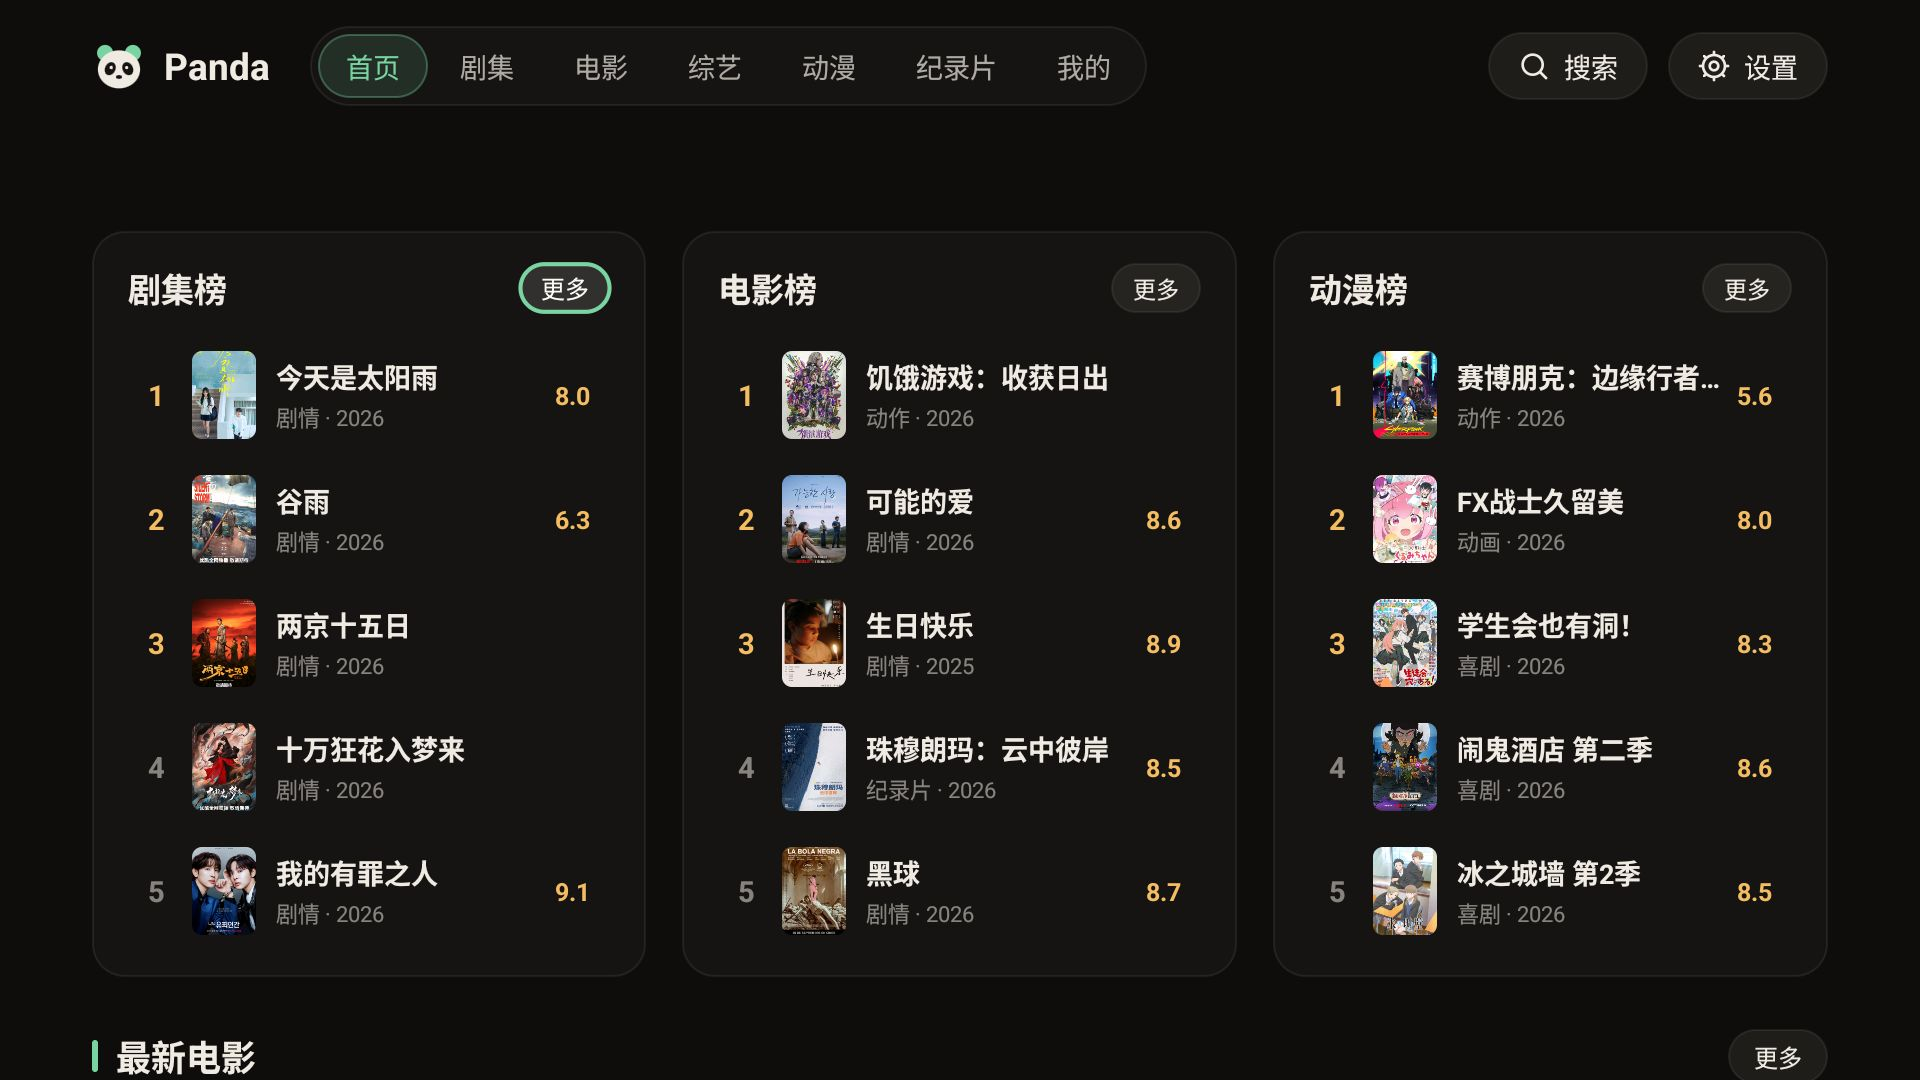 Panda
首页
剧集
电影
综艺
动漫
纪录片
我的
搜索
设置
剧集榜
更多
1
今天是太阳雨
剧情 · 2026
8.0
2
谷雨
剧情 · 2026
6.3
3
两京十五日
剧情 · 2026
4
十万狂花入梦来
剧情 · 2026
5
我的有罪之人
剧情 · 2026
9.1
电影榜
更多
1
饥饿游戏：收获日出
动作 · 2026
2
可能的爱
剧情 · 2026
8.6
3
生日快乐
剧情 · 2025
8.9
4
珠穆朗玛：云中彼岸
纪录片 · 2026
8.5
5
LA BOLA NEGRA
黑球
剧情 · 2026
8.7
动漫榜
更多
1
赛博朋克：边缘行者...
动作 · 2026
5.6
2
FX战士久留美
动画 · 2026
8.0
3
学生会也有洞！
喜剧 · 2026
8.3
4
闹鬼酒店 第二季
喜剧 · 2026
8.6
5
冰之城墙 第2季
喜剧 · 2026
8.5
最新电影
更多